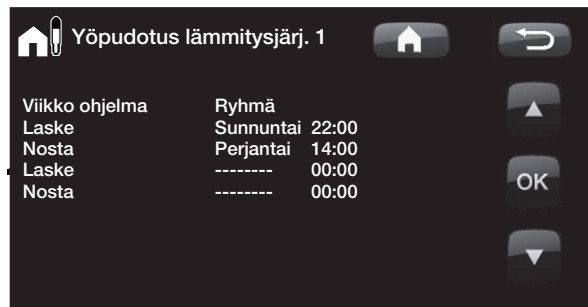 Yöpudotus lämmitysjärj. 1
Viikko ohjelma Ryhmä
Laske Sunnuntai 22:00
Nosta Perjantai 14:00
Laske -------- 00:00
Nosta -------- 00:00
OK